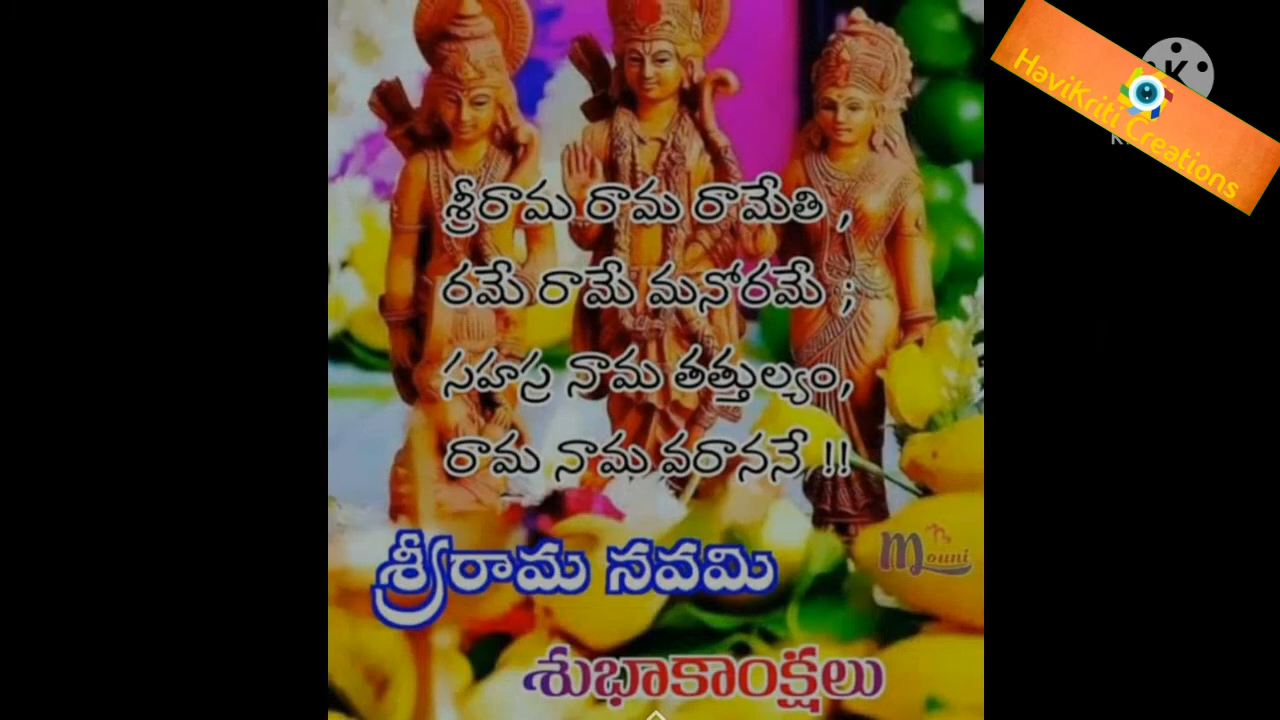 శ్రీరామ రామ రామేతి ,
రమే రామే మనోరమే ;
సహస్ర నామ తత్తుల్యం,
రామ నామ వరాననే !!
శ్రీరామ నవమి
శుభాకాంక్షలు
Mouni
HaviKriti Creations